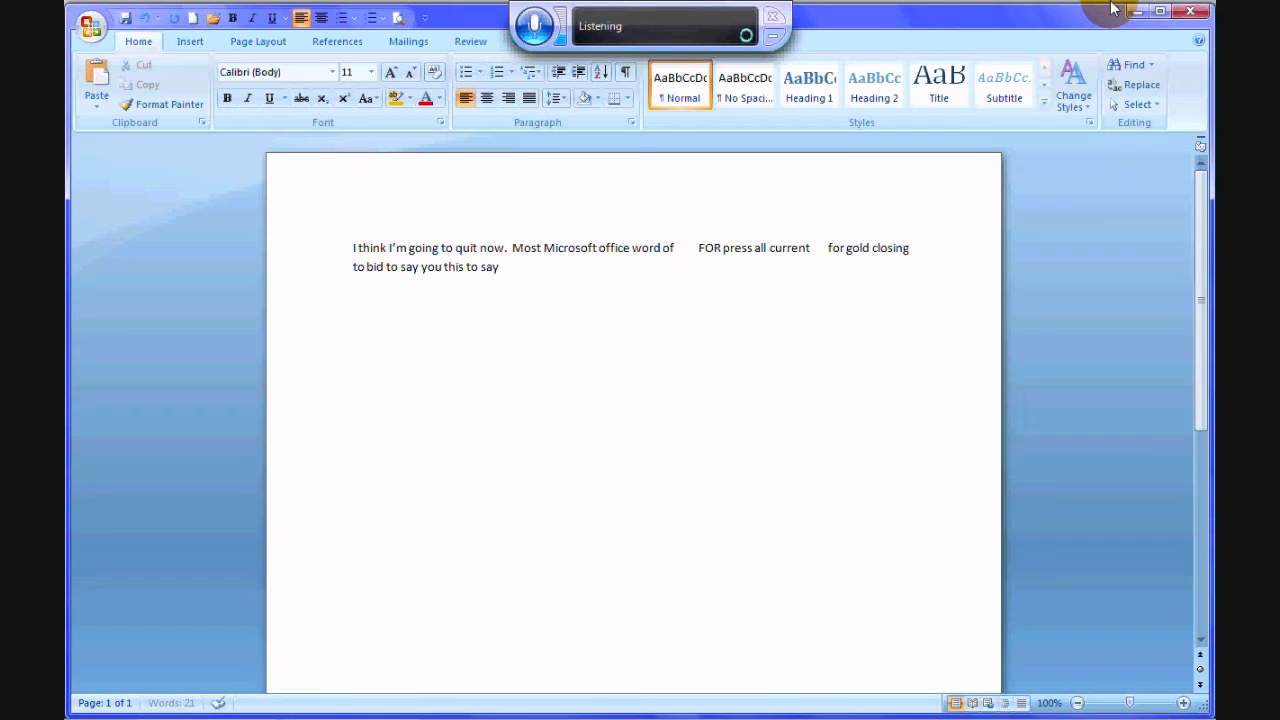 Listening
Home Insert Page Layout References Mailings Review
Paste Cut Copy Format Painter
Calibri (Body) 11
AaBbCcDc AaBbCcDc AaBbC AaBbCc AaB AaBbCc.
¶ Normal ¶ No Spaci... Heading 1 Heading 2 Title Subtitle
Change Styles
Find Replace Select
Clipboard Font Paragraph Styles Editing
I think I'm going to quit now. Most Microsoft office word of FOR press all current for gold closing
to bid to say you this to say
Page: 1 of 1 Words: 21 100%